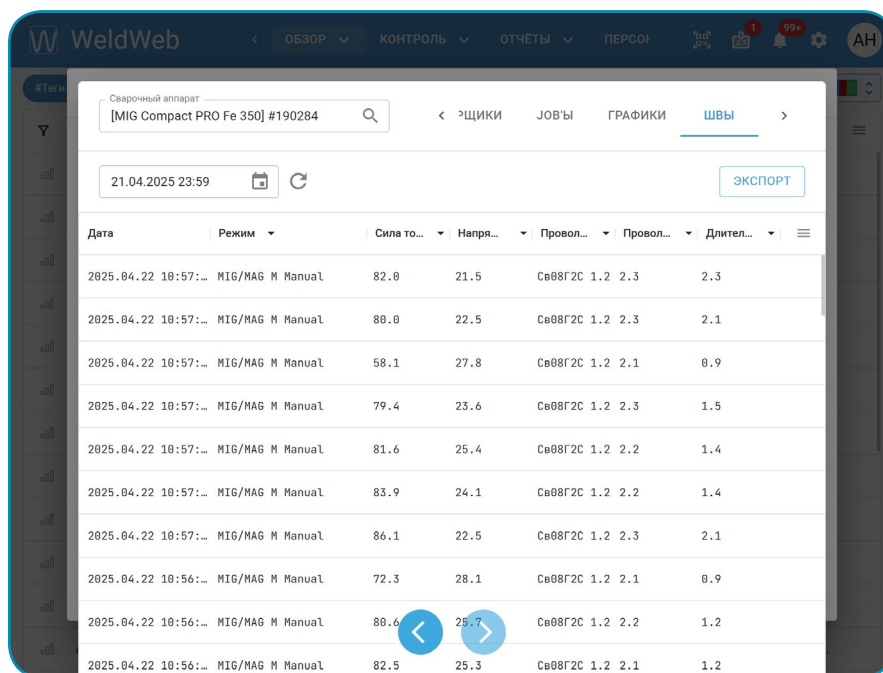 WeldWeb ОБЗОР КОНТРОЛЬ ОТЧЁТЫ 1 99+ АН
#Теги
Сварочный аппарат
[MIG Compact PRO Fe 350] #190284 JOB'Ы ГРАФИКИ ШВЫ
21.04.2025 23:59 ЭКСПОРТ
Дата Режим Сила то... Напря... Провол... Провол... Длител...
2025.04.22 10:57:… MIG/MAG M Manual 82.0 21.5 Св08Г2С 1.2 2.3 2.3
2025.04.22 10:57:… MIG/MAG M Manual 80.0 22.5 Св08Г2С 1.2 2.3 2.1
2025.04.22 10:57:… MIG/MAG M Manual 58.1 27.8 Св08Г2С 1.2 2.1 0.9
2025.04.22 10:57:… MIG/MAG M Manual 79.4 23.6 Св08Г2С 1.2 2.3 1.5
2025.04.22 10:57:… MIG/MAG M Manual 81.6 25.4 Св08Г2С 1.2 2.2 1.4
2025.04.22 10:57:… MIG/MAG M Manual 83.9 24.1 Св08Г2С 1.2 2.2 1.4
2025.04.22 10:57:… MIG/MAG M Manual 86.1 22.5 Св08Г2С 1.2 2.3 2.1
2025.04.22 10:56:… MIG/MAG M Manual 72.3 28.1 Св08Г2С 1.2 2.1 0.9
2025.04.22 10:56:… MIG/MAG M Manual 80.6 25.7 Св08Г2С 1.2 2.2 1.2
2025.04.22 10:56:… MIG/MAG M Manual 82.5 25.3 Св08Г2С 1.2 2.1 1.2